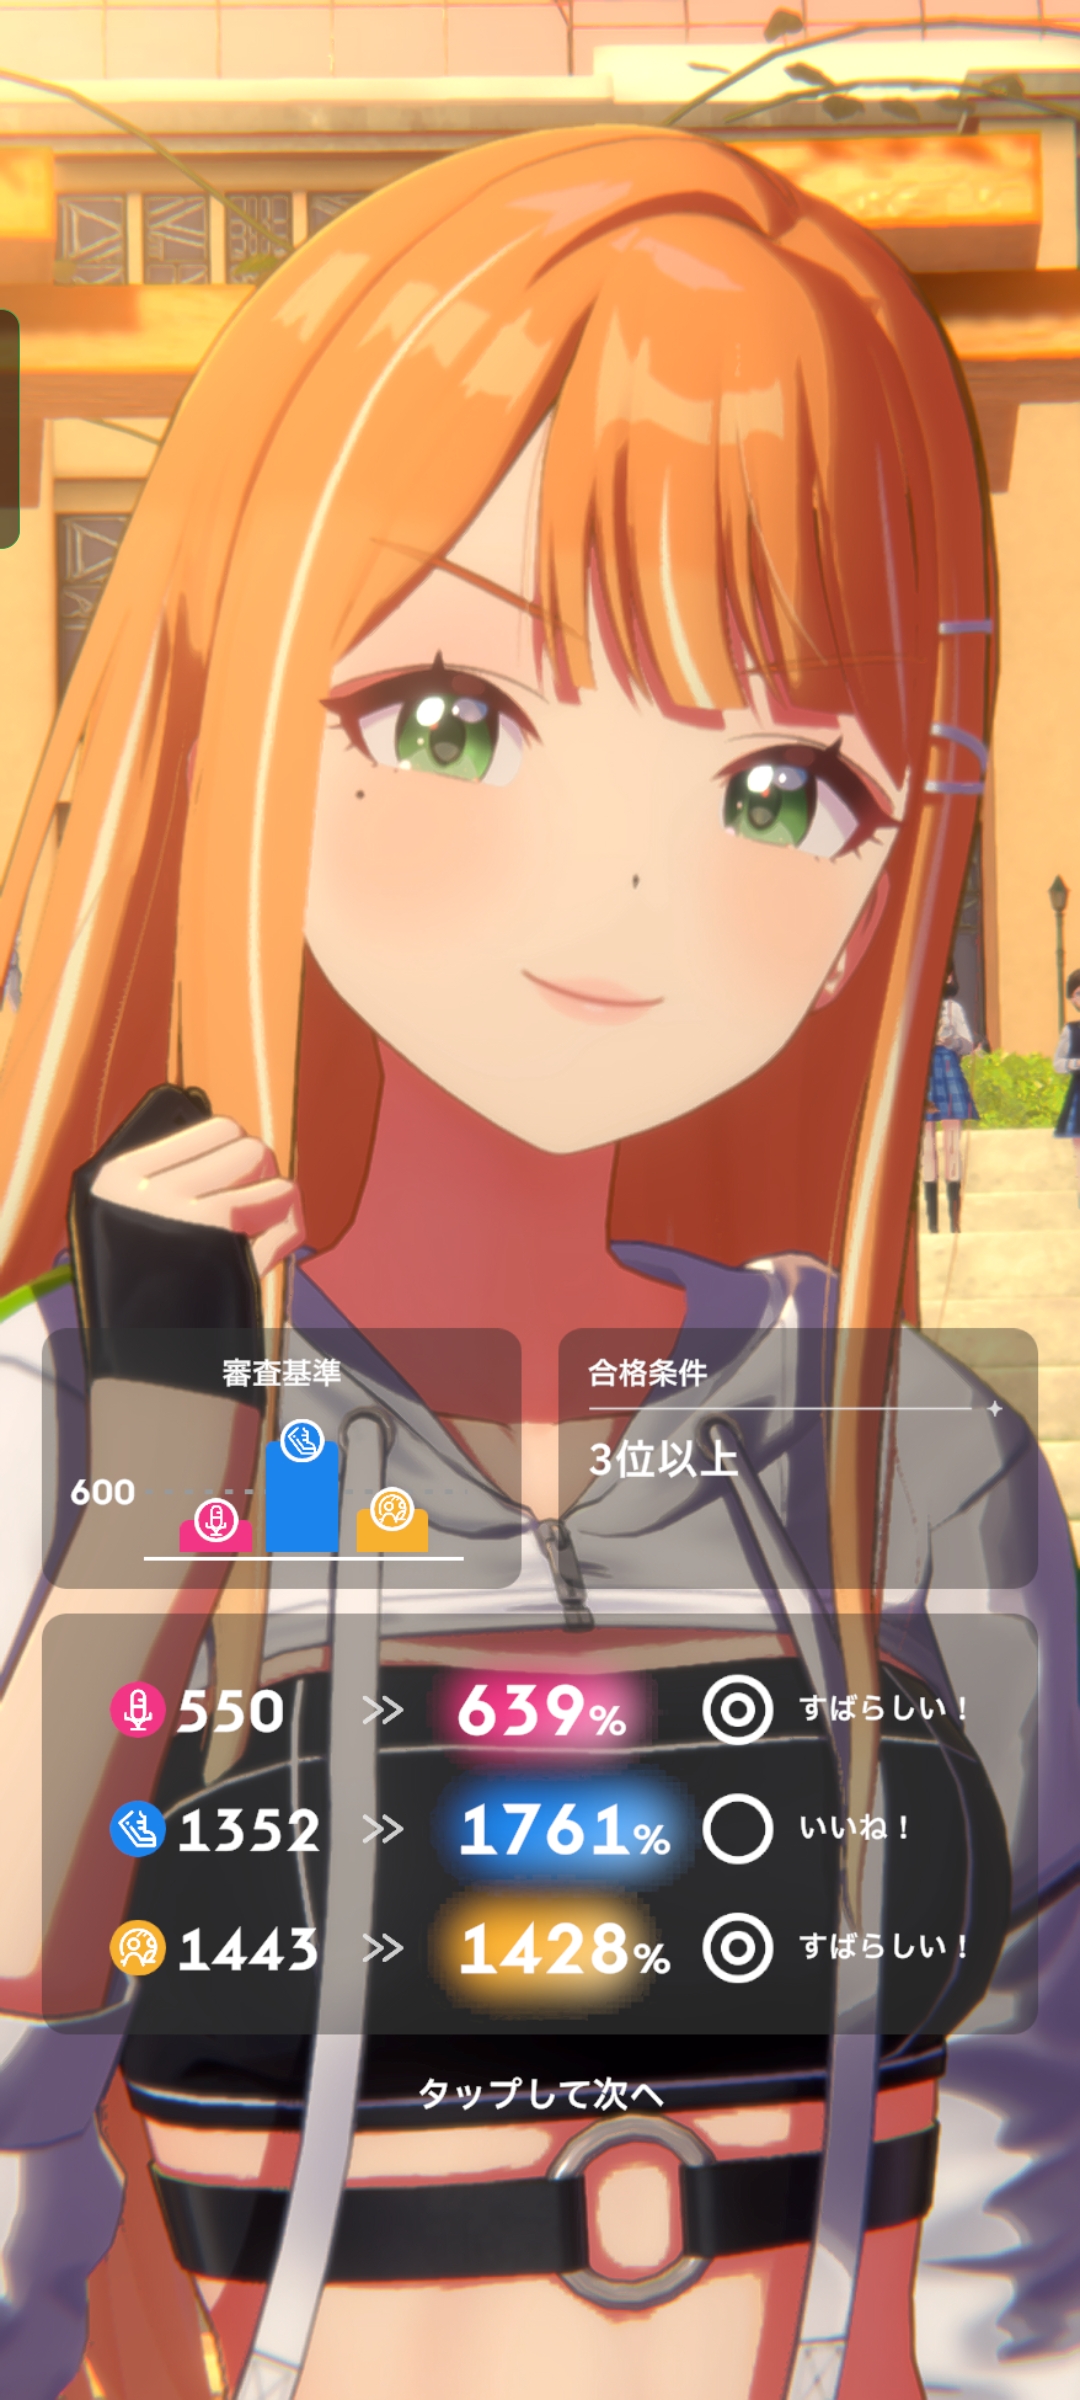 審査基準
600
合格条件
3位以上
550 639% すばらしい！
1352 1761% いいね！
1443 1428% すばらしい！
タップして次へ